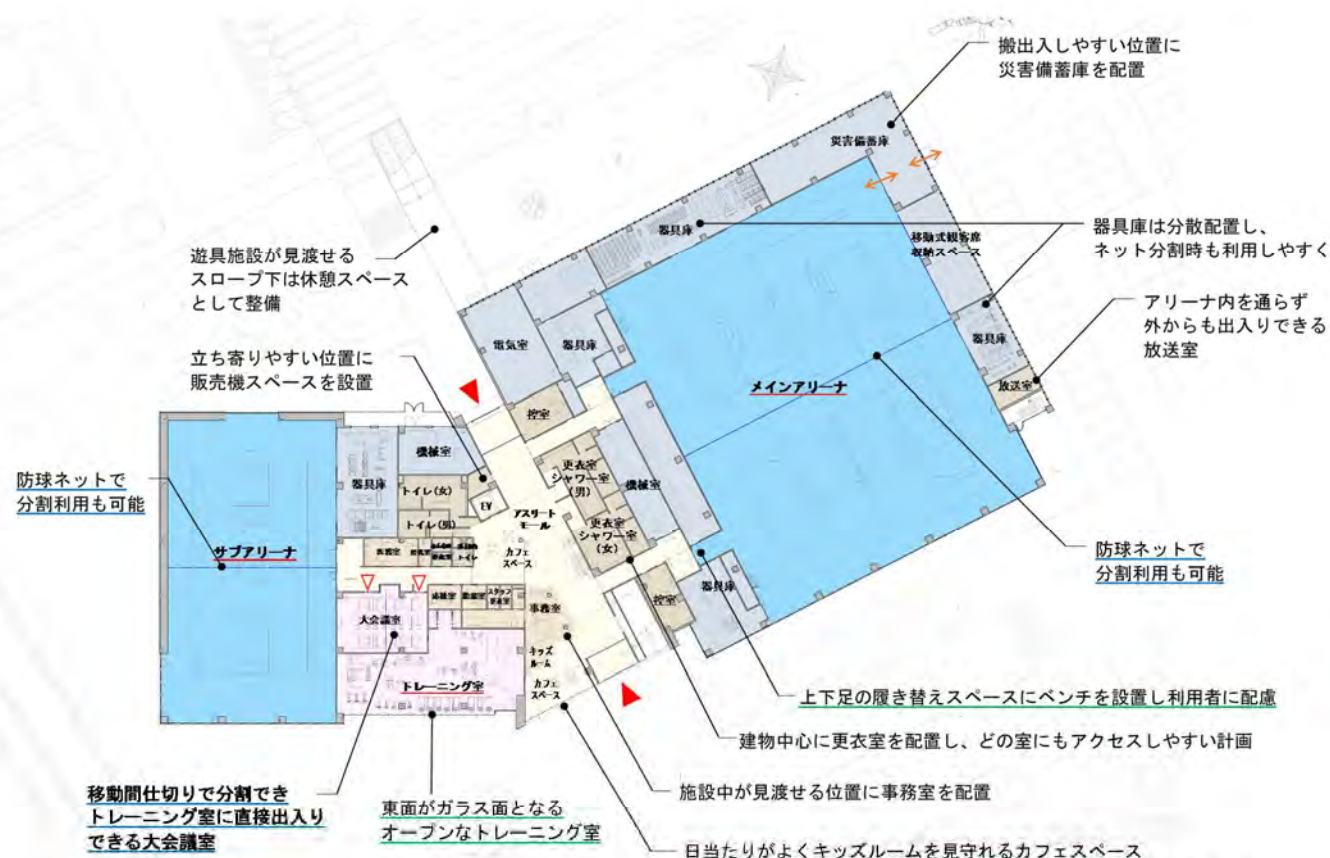 搬出入しやすい位置に
災害備蓄庫を配置
災害備蓄庫
器具庫
移動式観客席
収納スペース
器具庫は分散配置し、
ネット分割時も利用しやすく
遊具施設が見渡せる
スロープ下は休憩スペース
として整備
アリーナ内を通らず
外からも出入りできる
放送室
電気室
器具庫
器具庫
立ち寄りやすい位置に
販売機スペースを設置
メインアリーナ
放送室
控室
機械室
防球ネットで
分割利用も可能
器具庫
トイレ(女)
EV
更衣室
シャワー室
(男)
機械室
アスリート
モール
トイレ(男)
更衣室
シャワー室
(女)
サブアリーナ
カフェ
スペース
トイレ
防球ネットで
分割利用も可能
控室
器具庫
事務室
大会議室
キッズ
ルーム
トレーニング室
カフェ
スペース
上下足の履き替えスペースにベンチを設置し利用者に配慮
建物中心に更衣室を配置し、どの室にもアクセスしやすい計画
移動間仕切りで分割でき
トレーニング室に直接出入り
できる大会議室
東面がガラス面となる
オープンなトレーニング室
施設中が見渡せる位置に事務室を配置
日当たりがよくキッズルームを見守れるカフェスペース